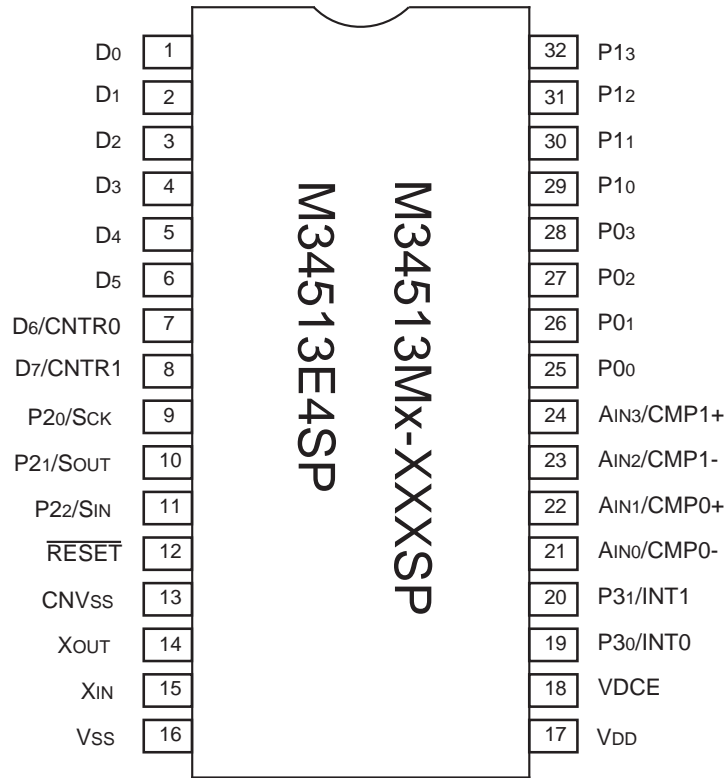 D0 1 32 P13
D1 2 31 P12
D2 3 30 P11
D3 4 29 P10
D4 5 28 P03
D5 6 27 P02
D6/CNTR0 7 26 P01
D7/CNTR1 8 25 P00
P20/SCK 9 24 AIN3/CMP1+
P21/SOUT 10 23 AIN2/CMP1-
P22/SIN 11 22 AIN1/CMP0+
RESET 12 21 AIN0/CMP0-
CNVSS 13 20 P31/INT1
XOUT 14 19 P30/INT0
XIN 15 18 VDCE
VSS 16 17 VDD
M34513Mx-XXXSP
M34513E4SP